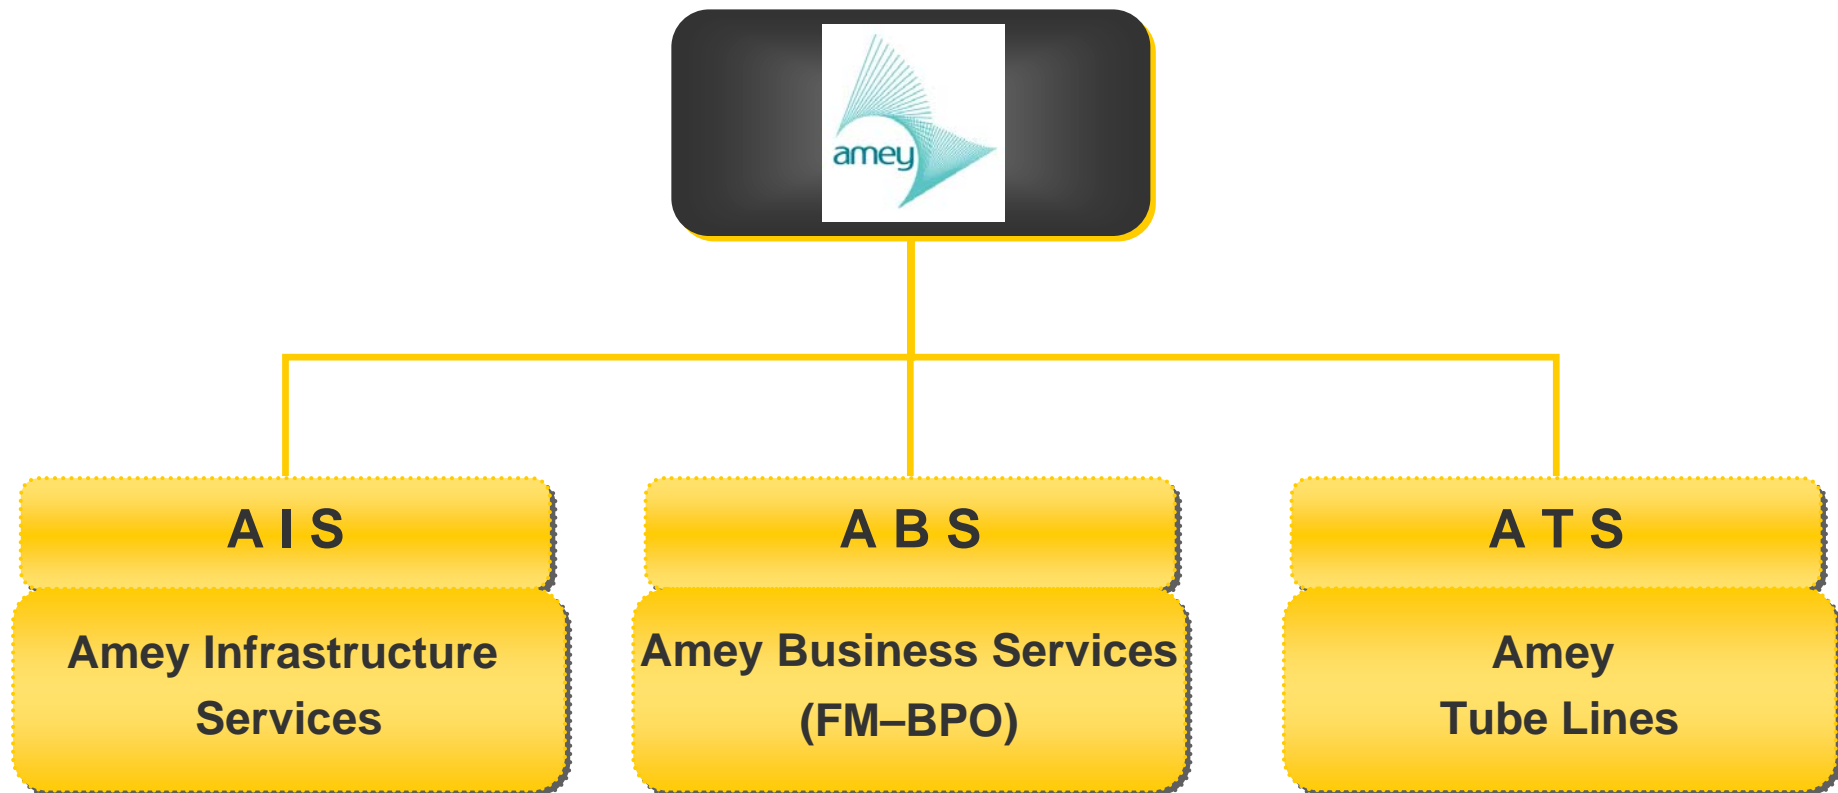 amey
A I S
A B S
A T S
Amey Infrastructure
Services
Amey Business Services
(FM–BPO)
Amey
Tube Lines